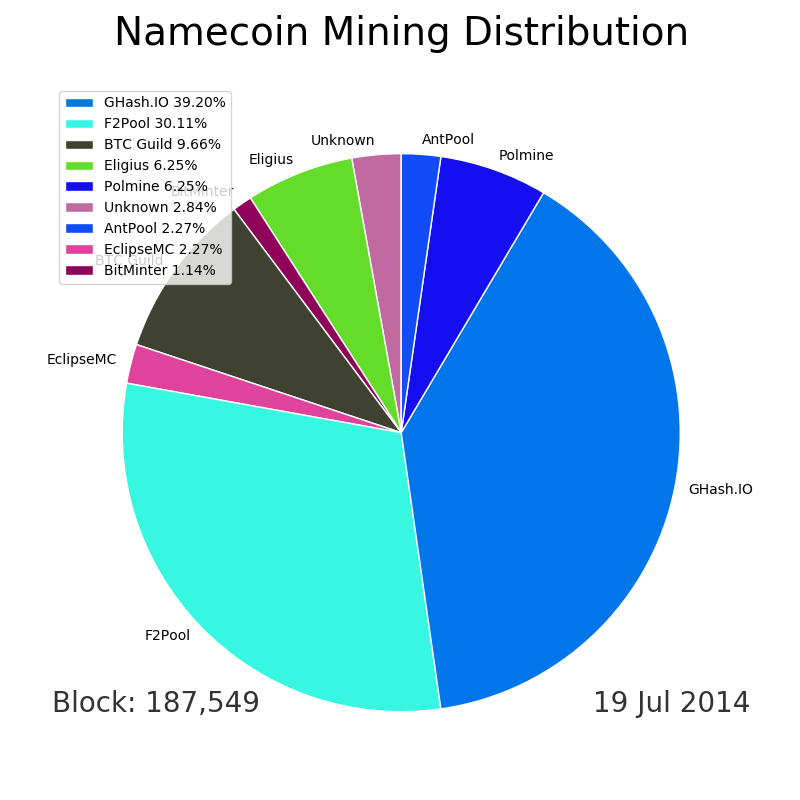 Namecoin Mining Distribution
GHash.IO 39.20%
F2Pool 30.11%
BTC Guild 9.66%
Eligius 6.25%
Polmine 6.25%
Unknown 2.84%
AntPool 2.27%
EclipseMC 2.27%
BitMinter 1.14%
AntPool
Polmine
Unknown
Eligius
BitMinter
BTC Guild
EclipseMC
GHash.IO
F2Pool
Block: 187,549
19 Jul 2014